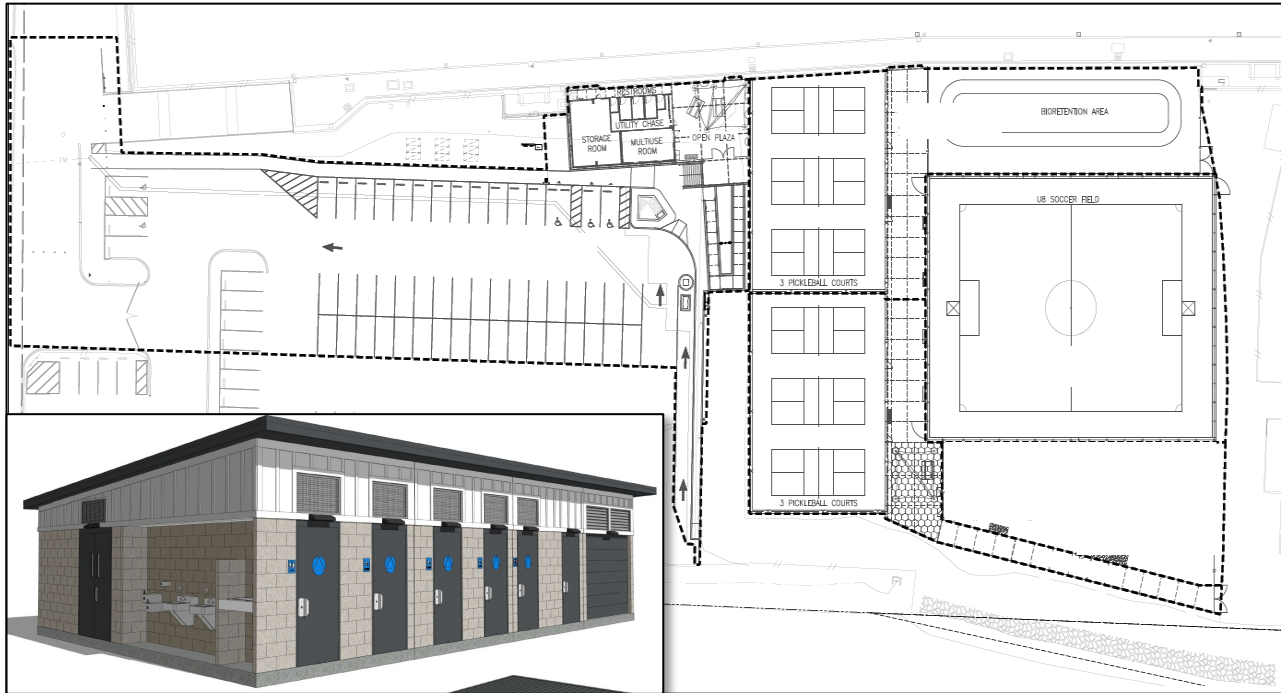 RESTROOMS
UTILITY CHASE
STORAGE
ROOM
MULTIUSE
ROOM
OPEN PLAZA
BIORETENTION AREA
U8 SOCCER FIELD
3 PICKLEBALL COURTS
3 PICKLEBALL COURTS